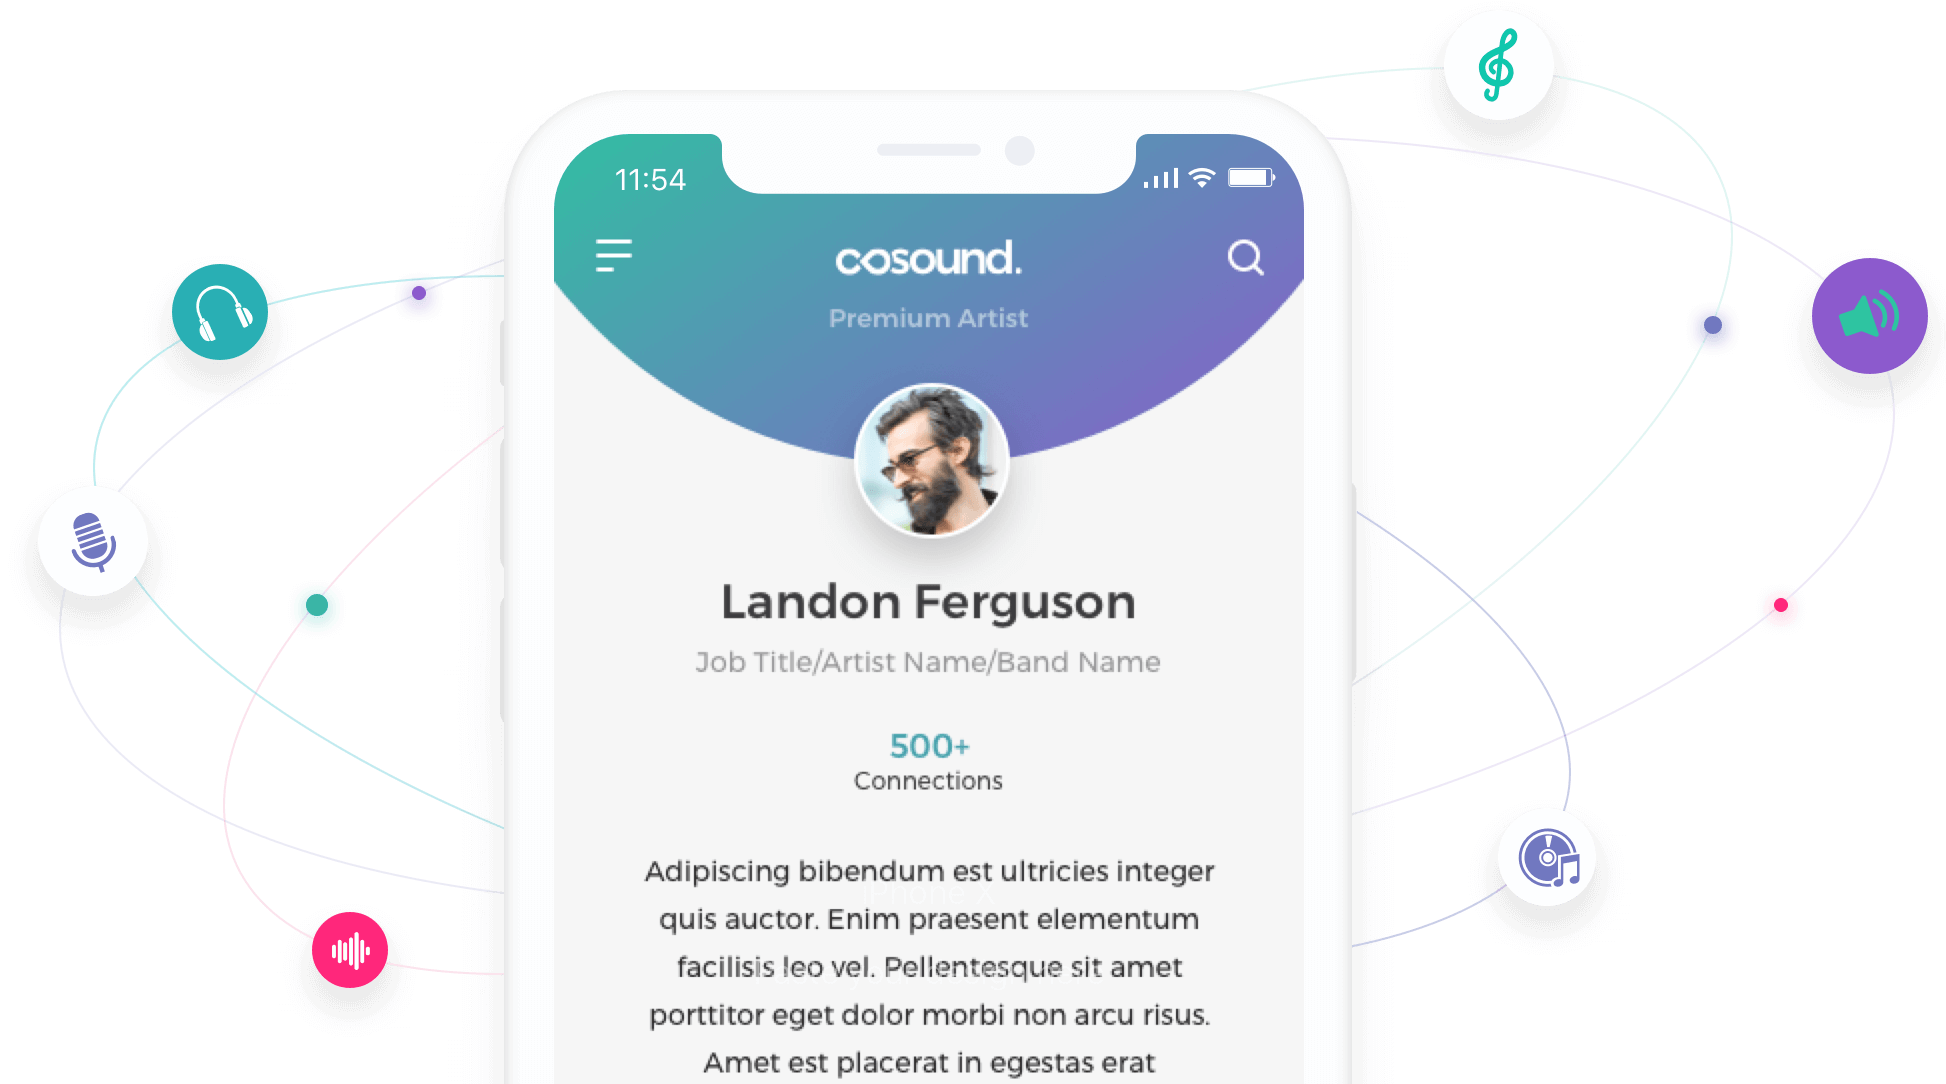 11:54
cosound.
Premium Artist
Landon Ferguson
Job Title/Artist Name/Band Name
500+
Connections
Adipiscing bibendum est ultricies integer
iPhone X
quis auctor. Enim praesent elementum
facilisis leo vel. Pellentesque sit amet
porttitor eget dolor morbi non arcu risus.
Amet est placerat in egestas erat